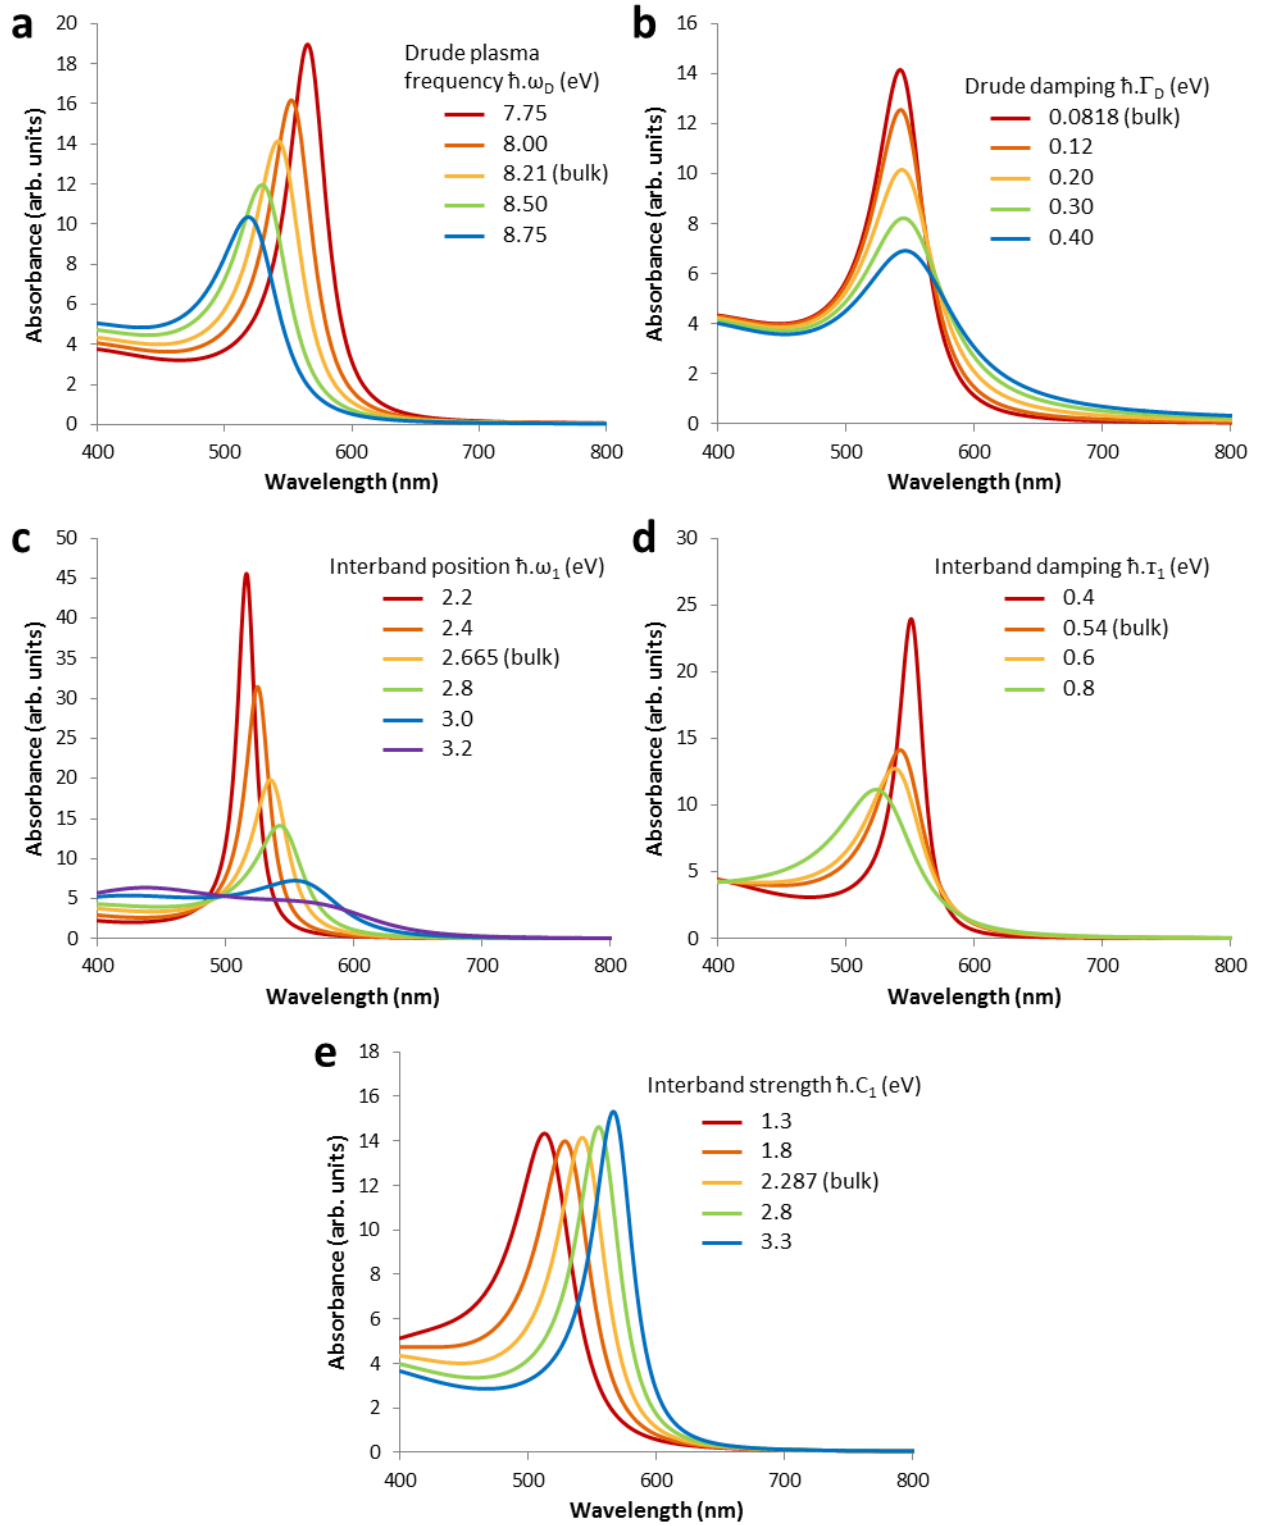 a
20
18
16
14
12
10
8
6
4
2
0
Absorbance (arb. units)
Drude plasma
frequency ħ.ω_D (eV)
7.75
8.00
8.21 (bulk)
8.50
8.75
400 500 600 700 800
Wavelength (nm)
b
16
14
12
10
8
6
4
2
0
Absorbance (arb. units)
Drude damping ħ.Γ_D (eV)
0.0818 (bulk)
0.12
0.20
0.30
0.40
400 500 600 700 800
Wavelength (nm)
c
50
45
40
35
30
25
20
15
10
5
0
Absorbance (arb. units)
Interband position ħ.ω₁ (eV)
2.2
2.4
2.665 (bulk)
2.8
3.0
3.2
400 500 600 700 800
Wavelength (nm)
d
30
25
20
15
10
5
0
Absorbance (arb. units)
Interband damping ħ.τ₁ (eV)
0.4
0.54 (bulk)
0.6
0.8
400 500 600 700 800
Wavelength (nm)
e
18
16
14
12
10
8
6
4
2
0
Absorbance (arb. units)
Interband strength ħ.C₁ (eV)
1.3
1.8
2.287 (bulk)
2.8
3.3
400 500 600 700 800
Wavelength (nm)